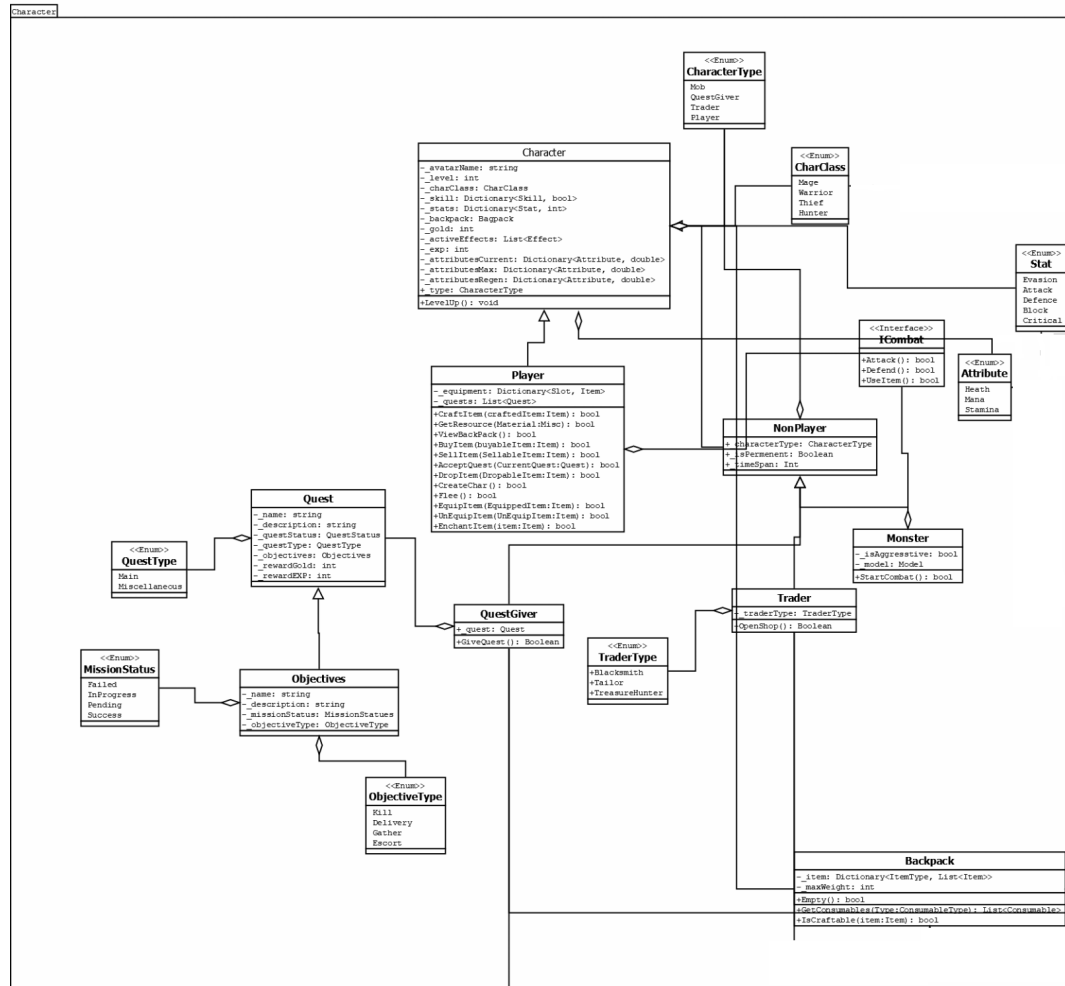 Character
<<Enum>>
CharacterType
Mob
QuestGiver
Trader
Player
Character
-_avatarName: string
-_level: int
-_charClass: CharClass
-_skill: Dictionary<Skill, bool>
-_stats: Dictionary<Stat, int>
-_backpack: Bagpack
-_gold: int
-_activeEffects: List<Effect>
-_exp: int
-_attributesCurrent: Dictionary<Attribute, double>
-_attributesMax: Dictionary<Attribute, double>
-_attributesRegen: Dictionary<Attribute, double>
+_type: CharacterType
+LevelUp(): void
<<Enum>>
CharClass
Mage
Warrior
Thief
Hunter
<<Enum>>
Stat
Evasion
Attack
Defence
Block
Critical
<<Interface>>
ICombat
+Attack(): bool
+Defend(): bool
+UseItem(): bool
<<Enum>>
Attribute
Heath
Mana
Stamina
Player
-_equipment: Dictionary<Slot, Item>
-_quests: List<Quest>
+CraftItem(craftedItem:Item): bool
+GetResource(Material:Misc): bool
+ViewBackPack(): bool
+BuyItem(buyableItem:Item): bool
+SellItem(SellableItem:Item): bool
+AcceptQuest(CurrentQuest:Quest): bool
+DropItem(DropableItem:Item): bool
+CreateChar(): bool
+Flee(): bool
+EquipItem(EquippedItem:Item): bool
+UnEquipItem(UnEquipItem:Item): bool
+EnchantItem(item:Item): bool
NonPlayer
+_characterType: CharacterType
-_isPermenent: Boolean
+_timeSpan: Int
Quest
-_name: string
-_description: string
-_questStatus: QuestStatus
-_questType: QuestType
-_objectives: Objectives
-_rewardGold: int
-_rewardEXP: int
<<Enum>>
QuestType
Main
Miscellaneous
Monster
-_isAggresstive: bool
-_model: Model
+StartCombat(): bool
QuestGiver
+_quest: Quest
+GiveQuest(): Boolean
Trader
-_traderType: TraderType
+OpenShop(): Boolean
<<Enum>>
TraderType
+Blacksmith
+Tailor
+TreasureHunter
<<Enum>>
MissionStatus
Failed
InProgress
Pending
Success
Objectives
-_name: string
-_description: string
-_missionStatus: MissionStatues
-_objectiveType: ObjectiveType
<<Enum>>
ObjectiveType
Kill
Delivery
Gather
Escort
Backpack
-_item: Dictionary<ItemType, List<Item>>
-_maxWeight: int
+Empty(): bool
+GetConsumables(Type:ConsumableType): List<Consumable>
+IsCraftable(item:Item): bool